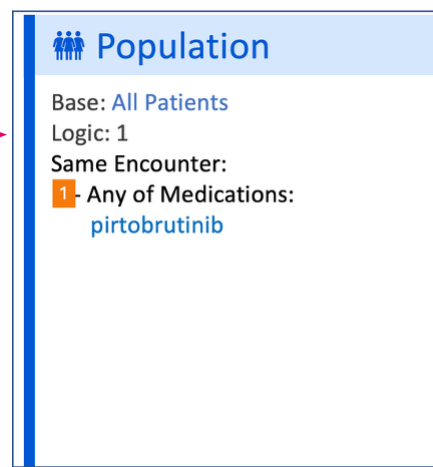 Population
Base: All Patients
Logic: 1
Same Encounter:
1 - Any of Medications:
pirtobrutinib